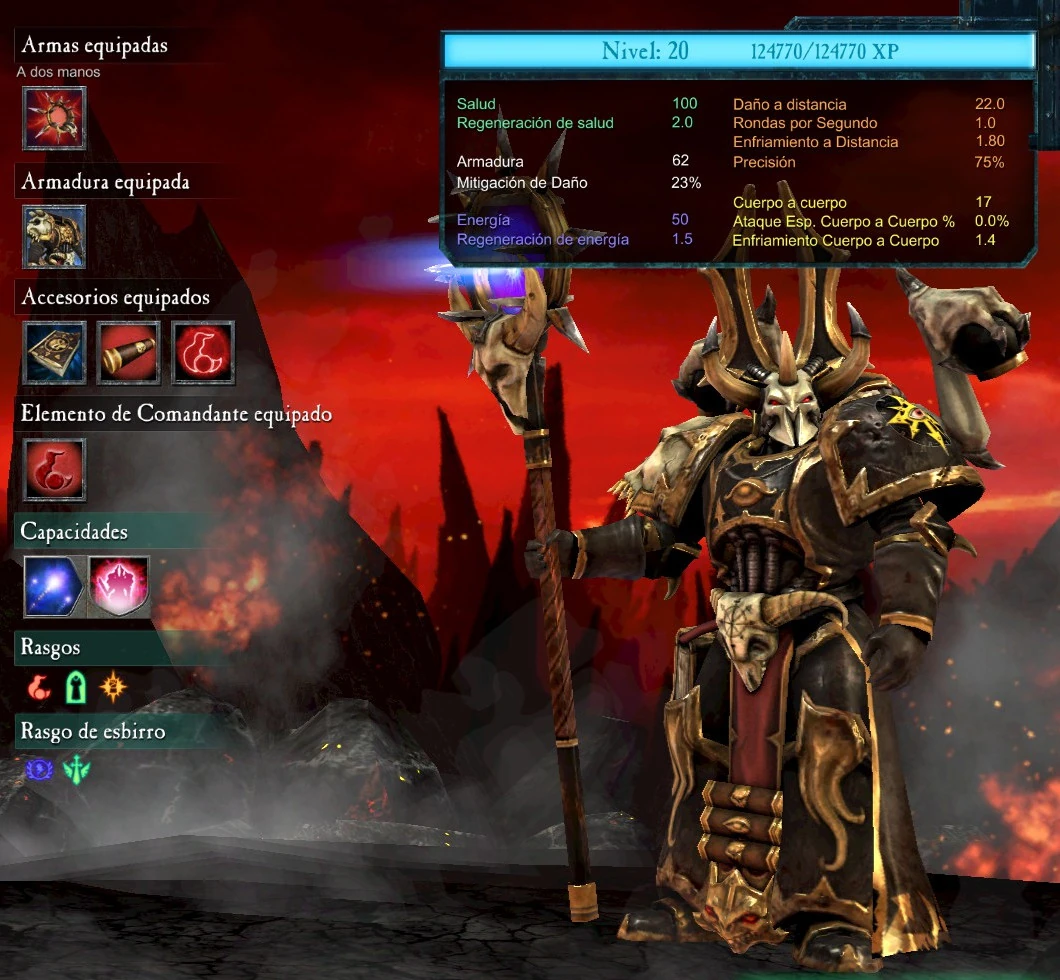 Armas equipadas
A dos manos
Armadura equipada
Accesorios equipados
Elemento de Comandante equipado
Capacidades
Rasgos
Rasgo de esbirro
Nivel: 20 124770/124770 XP
Salud 100
Regeneración de salud 2.0
Armadura 62
Mitigación de Daño 23%
Energía 50
Regeneración de energía 1.5
Daño a distancia 22.0
Rondas por Segundo 1.0
Enfriamiento a Distancia 1.80
Precisión 75%
Cuerpo a cuerpo 17
Ataque Esp. Cuerpo a Cuerpo % 0.0%
Enfriamiento Cuerpo a Cuerpo 1.4